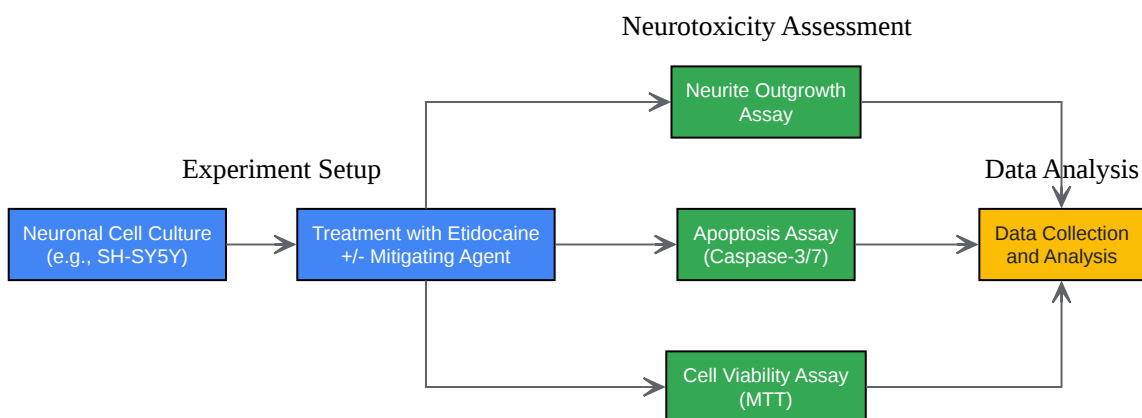 Neurotoxicity Assessment
Neurite Outgrowth
Assay
Experiment Setup
Data Analysis
Neuronal Cell Culture
(e.g., SH-SY5Y)
Treatment with Etidocaine
+/- Mitigating Agent
Apoptosis Assay
(Caspase-3/7)
Data Collection
and Analysis
Cell Viability Assay
(MTT)